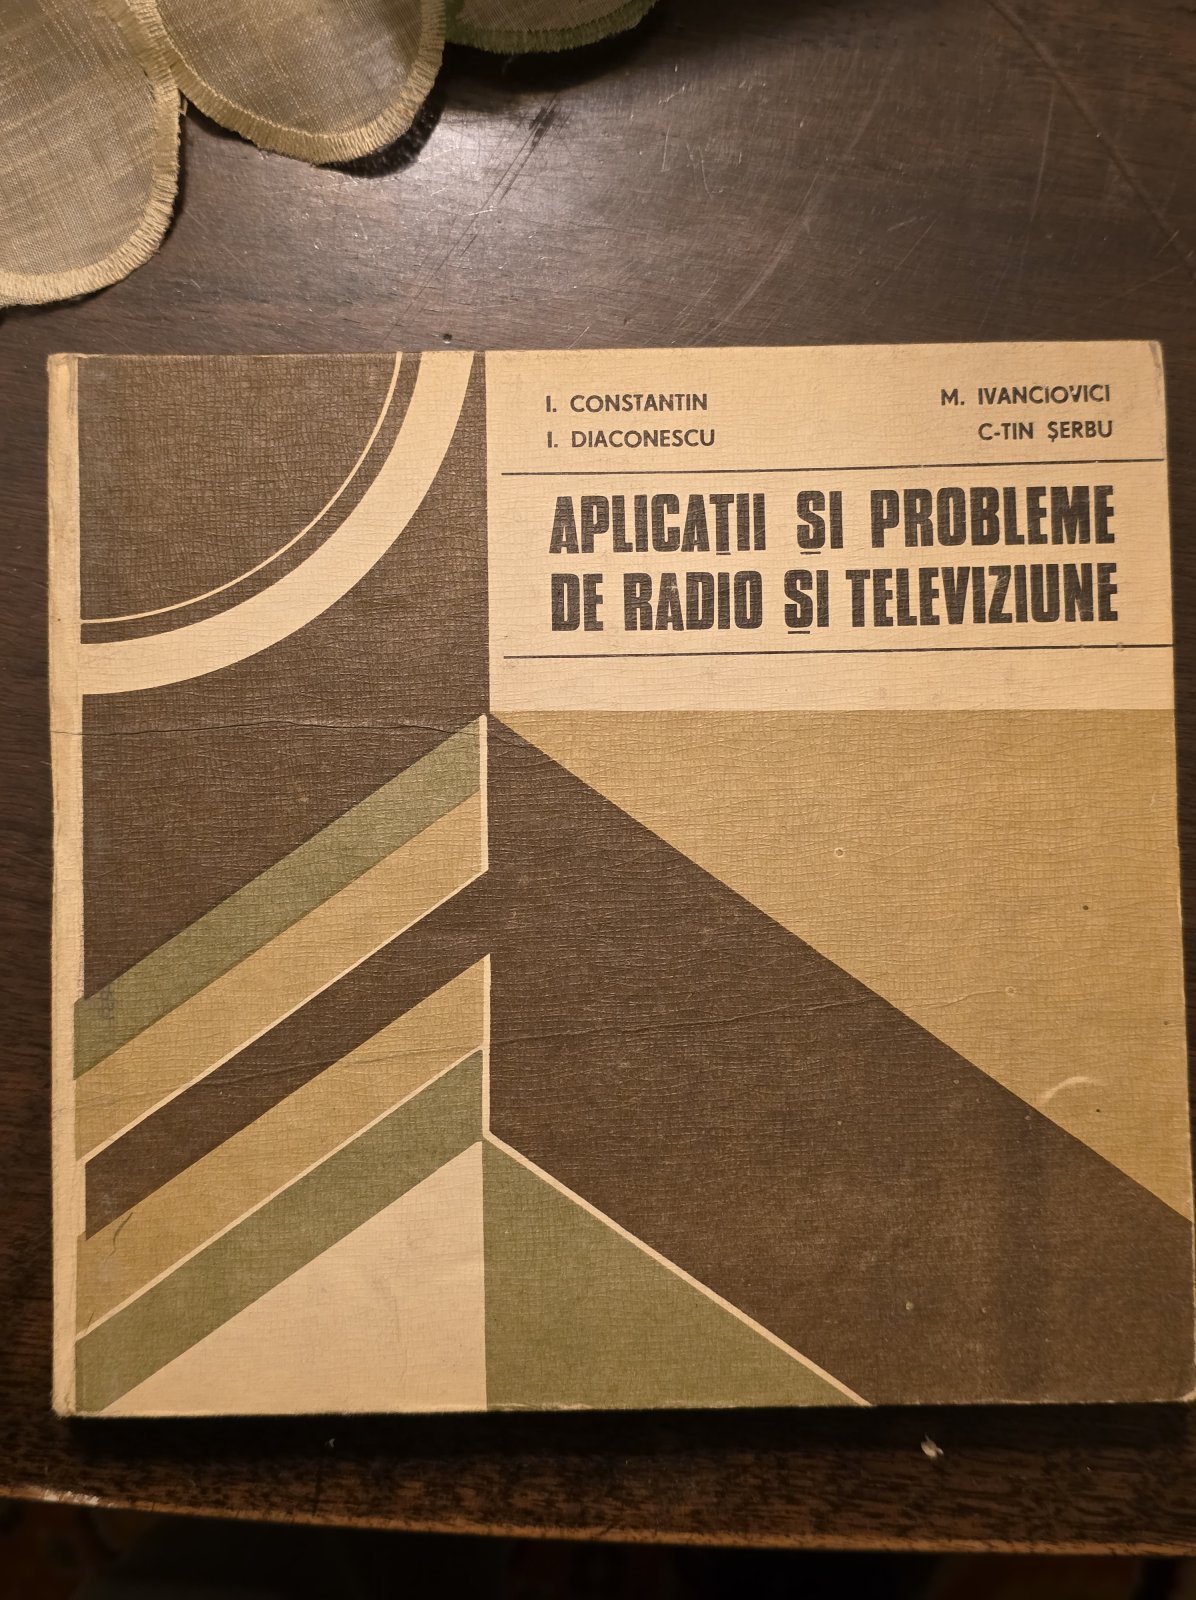 I. CONSTANTIN
I. DIACONESCU
M. IVANCIOVICI
C-TIN ŞERBU
APLICAŢII ŞI PROBLEME
DE RADIO ŞI TELEVIZIUNE